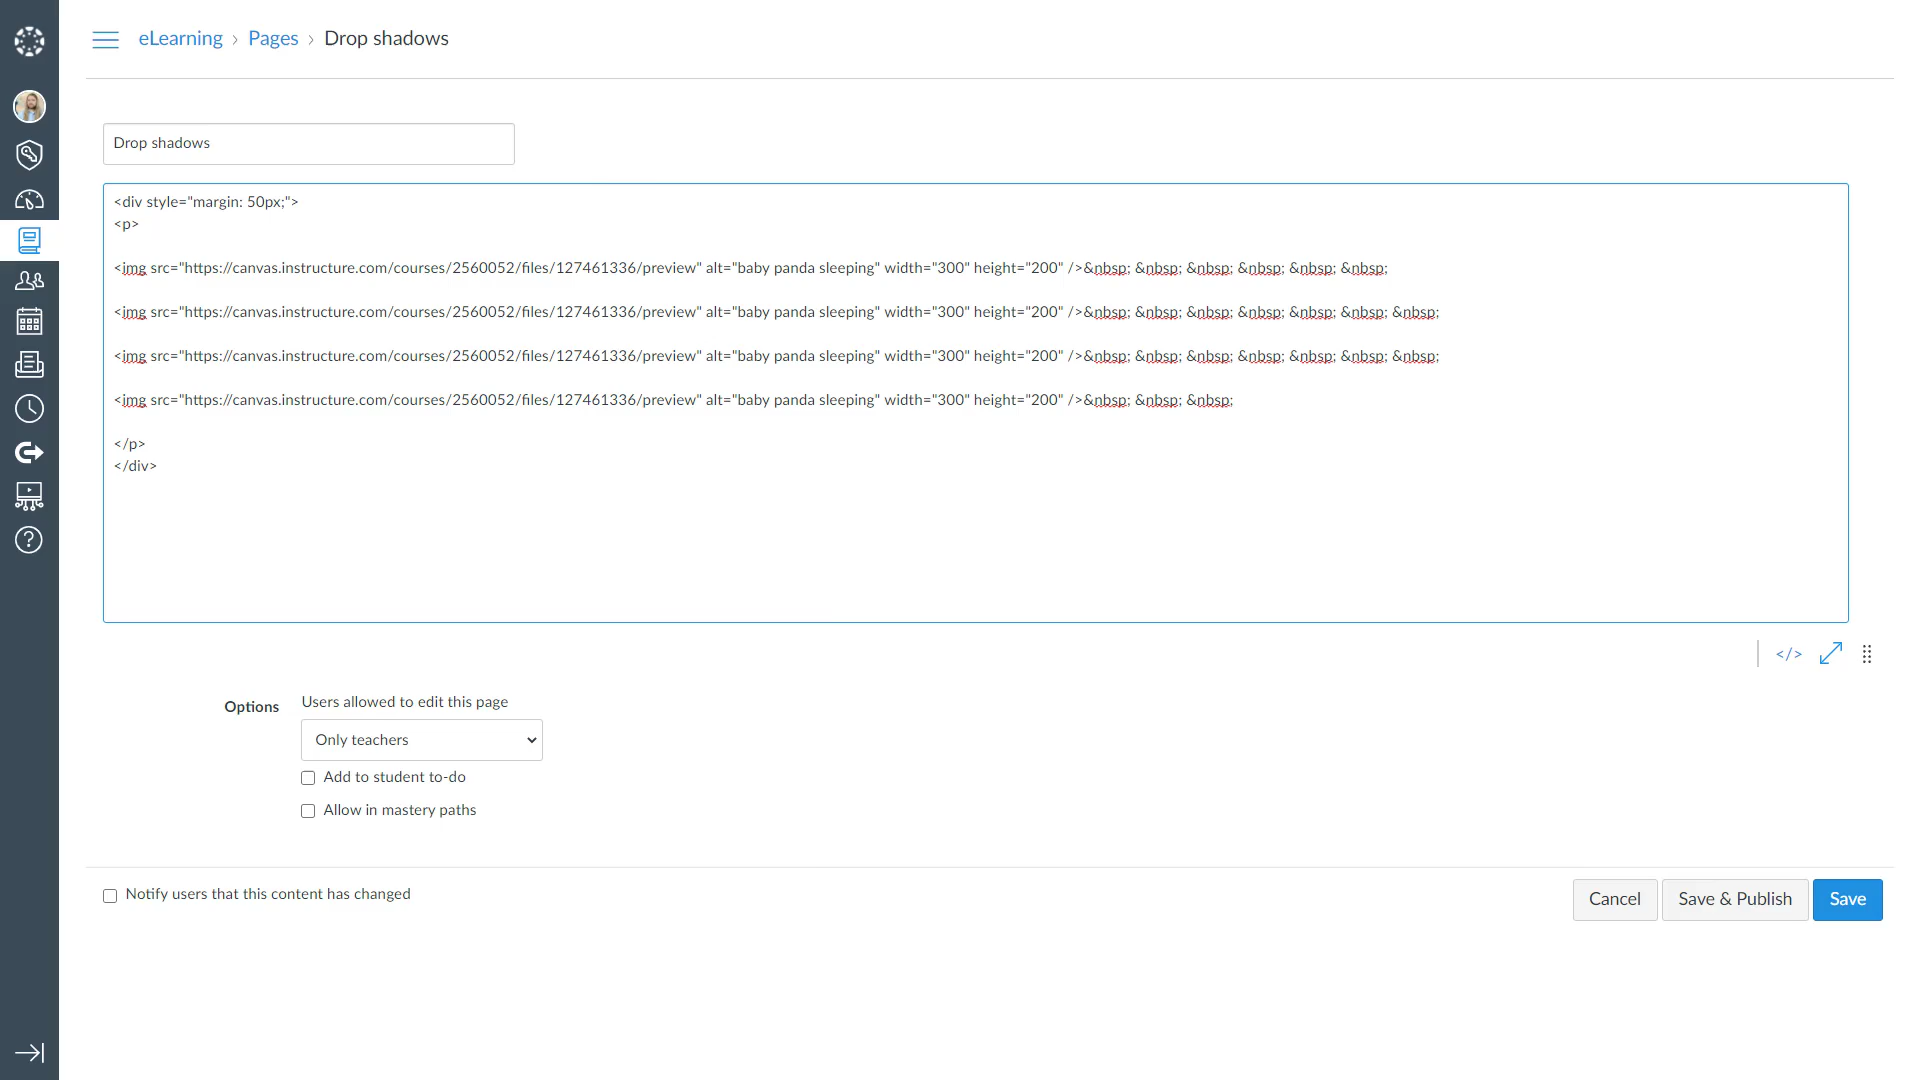 eLearning › Pages › Drop shadows
Drop shadows
<div style="margin: 50px;">
<p>
<img src="https://canvas.instructure.com/courses/2560052/files/127461336/preview" alt="baby panda sleeping" width="300" height="200" />&nbsp; &nbsp; &nbsp; &nbsp; &nbsp; &nbsp;
<img src="https://canvas.instructure.com/courses/2560052/files/127461336/preview" alt="baby panda sleeping" width="300" height="200" />&nbsp; &nbsp; &nbsp; &nbsp; &nbsp; &nbsp; &nbsp;
<img src="https://canvas.instructure.com/courses/2560052/files/127461336/preview" alt="baby panda sleeping" width="300" height="200" />&nbsp; &nbsp; &nbsp; &nbsp; &nbsp; &nbsp; &nbsp;
<img src="https://canvas.instructure.com/courses/2560052/files/127461336/preview" alt="baby panda sleeping" width="300" height="200" />&nbsp; &nbsp; &nbsp;
</p>
</div>
</>
Options
Users allowed to edit this page
Only teachers
Add to student to-do
Allow in mastery paths
Notify users that this content has changed
Cancel
Save & Publish
Save